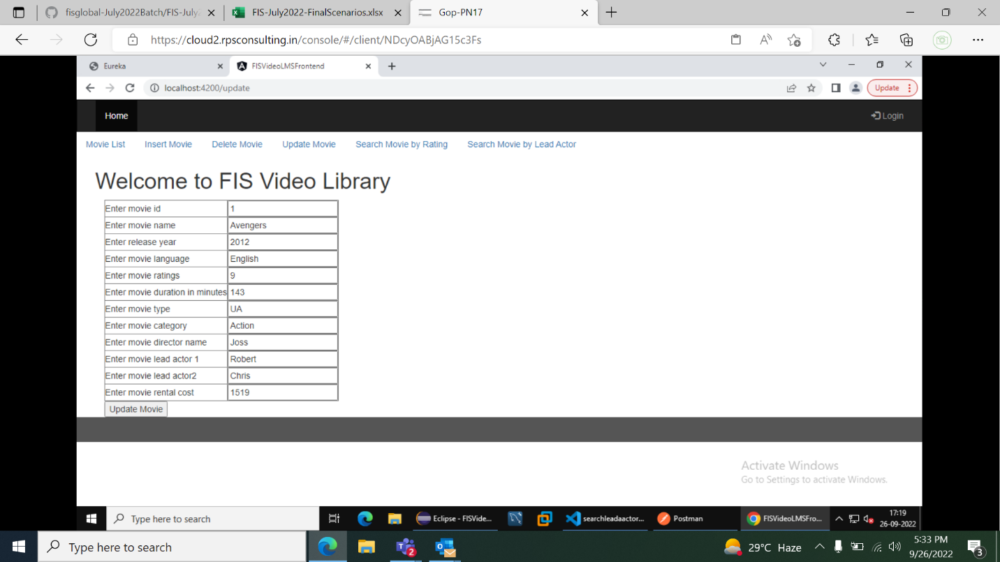 fisglobal-July2022Batch/FIS-July2
FIS-July2022-FinalScenarios.xlsx
Gop-PN17
https://cloud2.rpsconsulting.in/console/#/client/NDcyOABjAG15c3Fs
Eureka
FISVideoLMSFrontend
localhost:4200/update
Update
Home
Login
Movie List Insert Movie Delete Movie Update Movie Search Movie by Rating Search Movie by Lead Actor
Welcome to FIS Video Library
Enter movie id 1
Enter movie name Avengers
Enter release year 2012
Enter movie language English
Enter movie ratings 9
Enter movie duration in minutes 143
Enter movie type UA
Enter movie category Action
Enter movie director name Joss
Enter movie lead actor 1 Robert
Enter movie lead actor2 Chris
Enter movie rental cost 1519
Update Movie
Activate Windows
Go to Settings to activate Windows.
Type here to search
Eclipse - FISVide...
searchleadaactor...
Postman
FISVideoLMSFro...
17:19
26-09-2022
Type here to search
2
29°C Haze
5:33 PM
9/26/2022
3